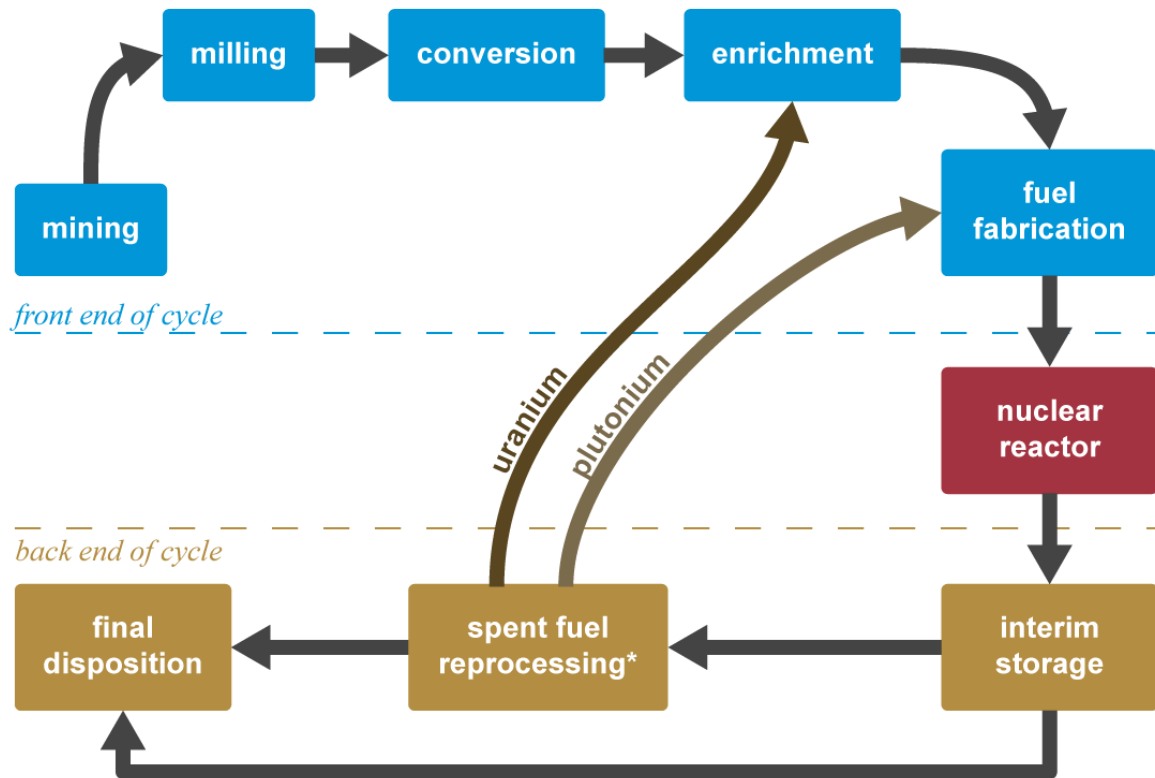 milling
conversion
enrichment
mining
fuel
fabrication
front end of cycle
uranium
plutonium
nuclear
reactor
back end of cycle
final
disposition
spent fuel
reprocessing*
interim
storage